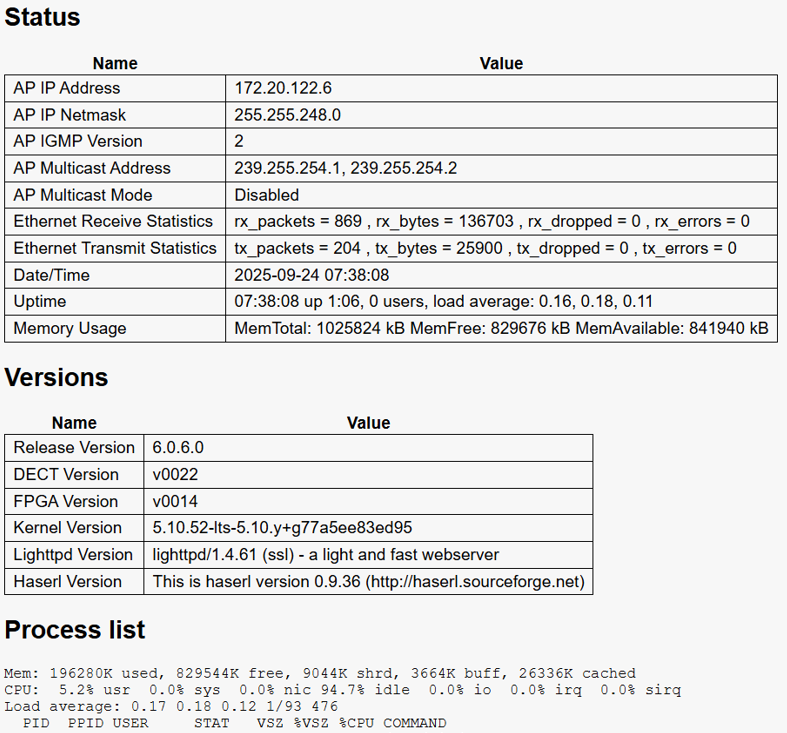 Status
Name Value
AP IP Address 172.20.122.6
AP IP Netmask 255.255.248.0
AP IGMP Version 2
AP Multicast Address 239.255.254.1, 239.255.254.2
AP Multicast Mode Disabled
Ethernet Receive Statistics rx_packets = 869 , rx_bytes = 136703 , rx_dropped = 0 , rx_errors = 0
Ethernet Transmit Statistics tx_packets = 204 , tx_bytes = 25900 , tx_dropped = 0 , tx_errors = 0
Date/Time 2025-09-24 07:38:08
Uptime 07:38:08 up 1:06, 0 users, load average: 0.16, 0.18, 0.11
Memory Usage MemTotal: 1025824 kB MemFree: 829676 kB MemAvailable: 841940 kB
Versions
Name Value
Release Version 6.0.6.0
DECT Version v0022
FPGA Version v0014
Kernel Version 5.10.52-lts-5.10.y+g77a5ee83ed95
Lighttpd Version lighttpd/1.4.61 (ssl) - a light and fast webserver
Haserl Version This is haserl version 0.9.36 (http://haserl.sourceforge.net)
Process list
Mem: 196280K used, 829544K free, 9044K shrd, 3664K buff, 26336K cached
CPU:  5.2% usr  0.0% sys  0.0% nic 94.7% idle  0.0% io  0.0% irq  0.0% sirq
Load average: 0.17 0.18 0.12 1/93 476
PID  PPID USER     STAT   VSZ %VSZ %CPU COMMAND